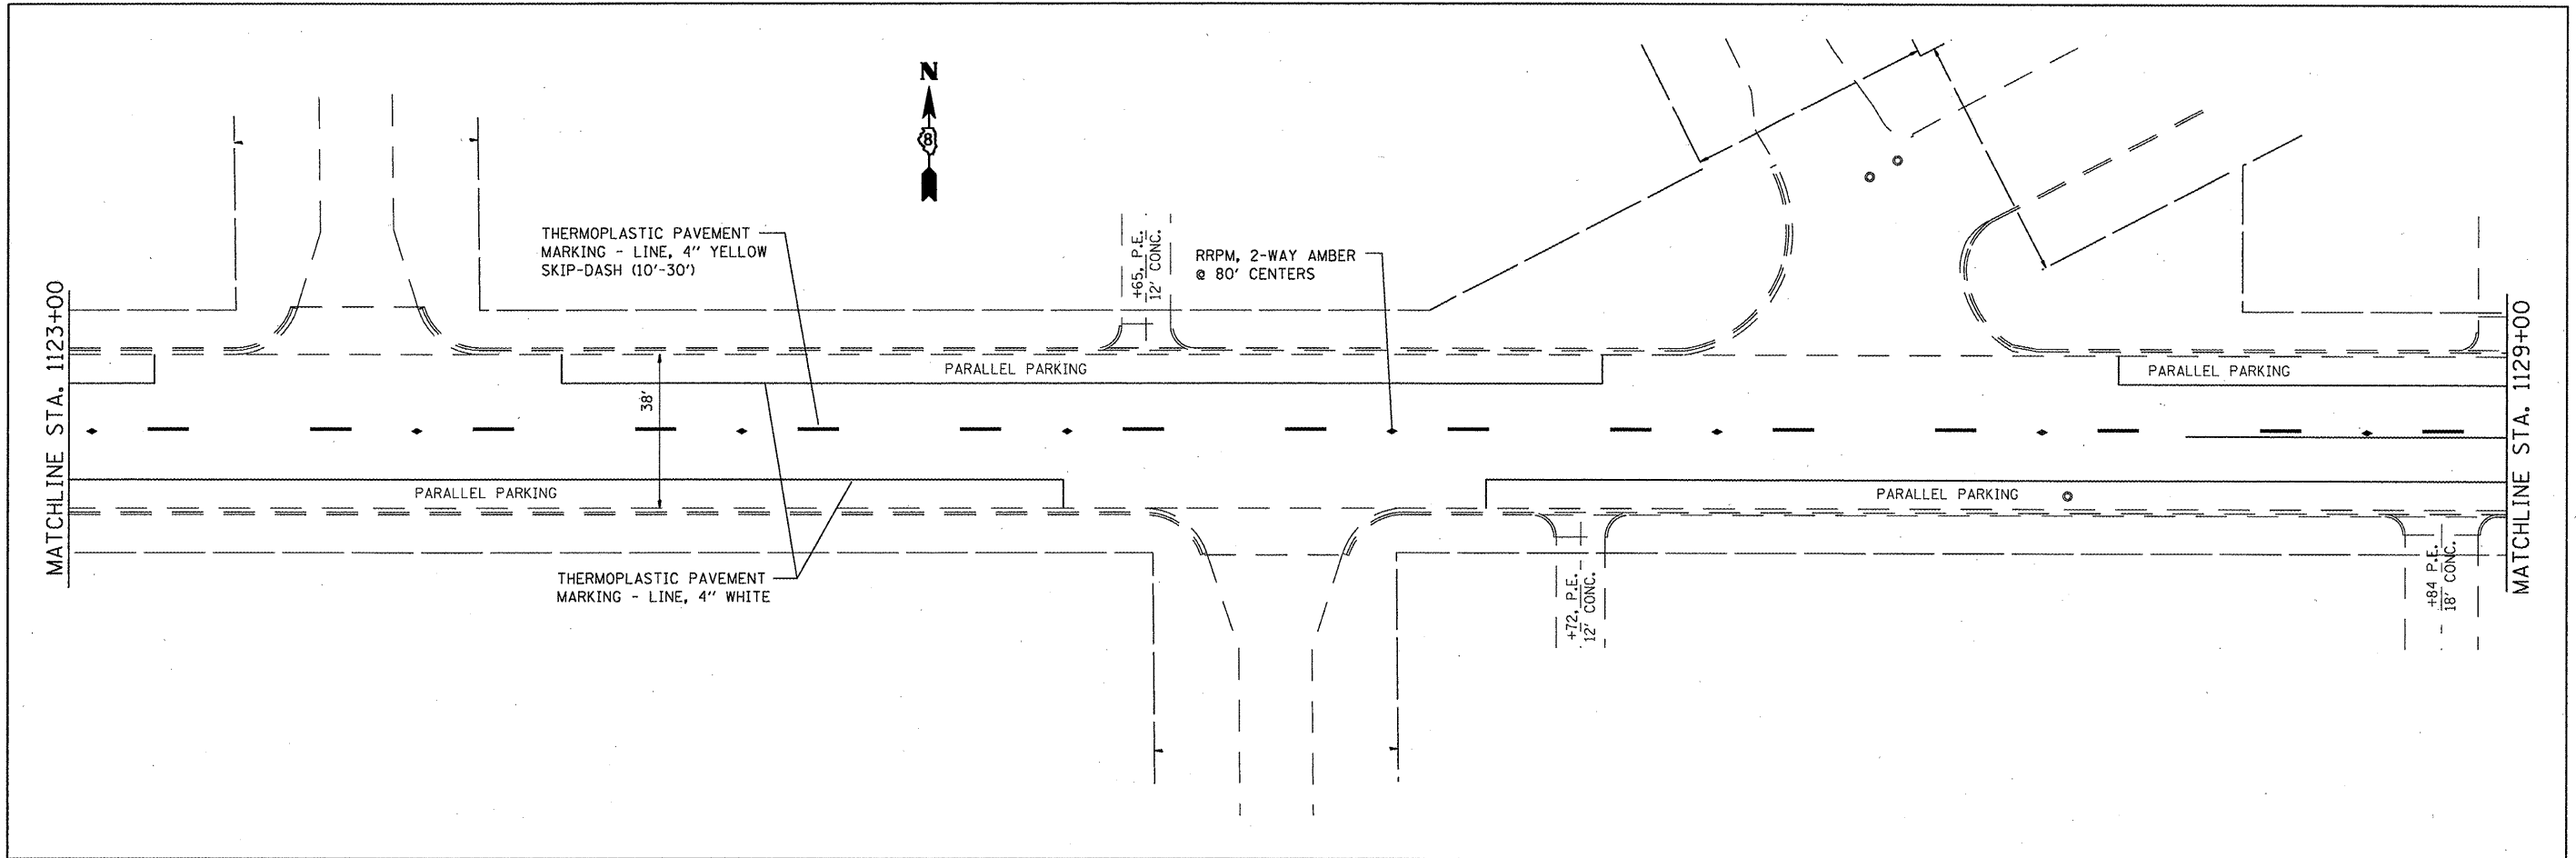 N
8
THERMOPLASTIC PAVEMENT
MARKING - LINE, 4" YELLOW
SKIP-DASH (10'-30')
+65, P.E.
12' CONC.
RRPM, 2-WAY AMBER
@ 80' CENTERS
MATCHLINE STA. 1123+00
MATCHLINE STA. 1129+00
PARALLEL PARKING
PARALLEL PARKING
38'
PARALLEL PARKING
PARALLEL PARKING
THERMOPLASTIC PAVEMENT
MARKING - LINE, 4" WHITE
+72, P.E.
12' CONC.
+84 P.E.
18' CONC.